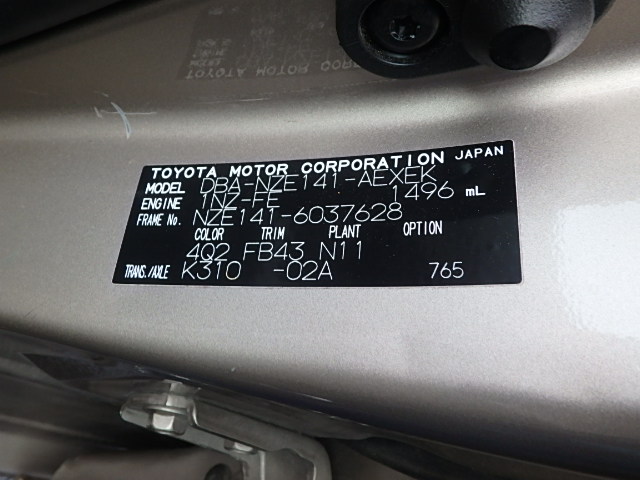 TOYOTA MOTOR CORPORATION JAPAN
MODEL DBA-NZE141-AEXEK
ENGINE 1NZ-FE 1496 mL
FRAME No. NZE141-6037628
COLOR TRIM PLANT OPTION
4Q2 FB43 N11
TRANS./AXLE K310 -02A 765